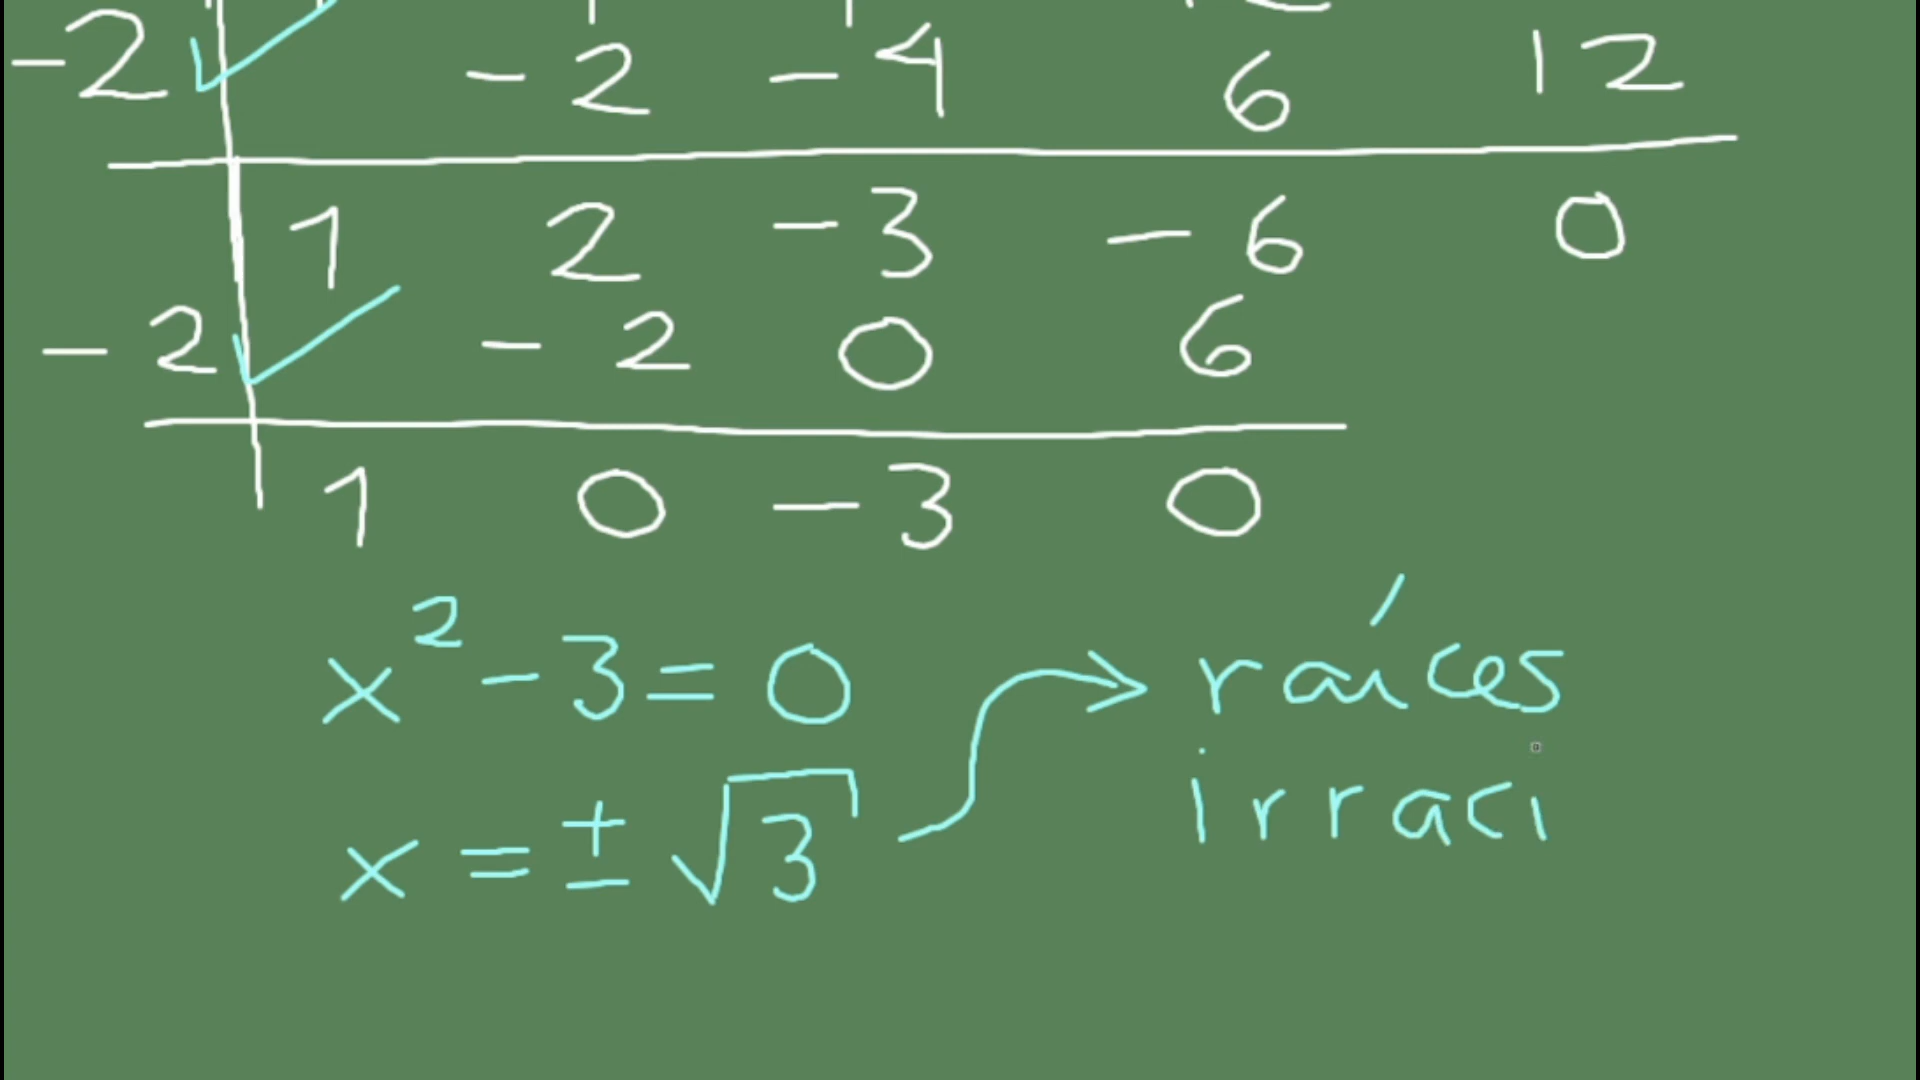 -2 -2 -4 6 12
1 2 -3 -6 0
-2 -2 0 6
1 0 -3 0
x² - 3 = 0
raíces
x = ± √3
irraci